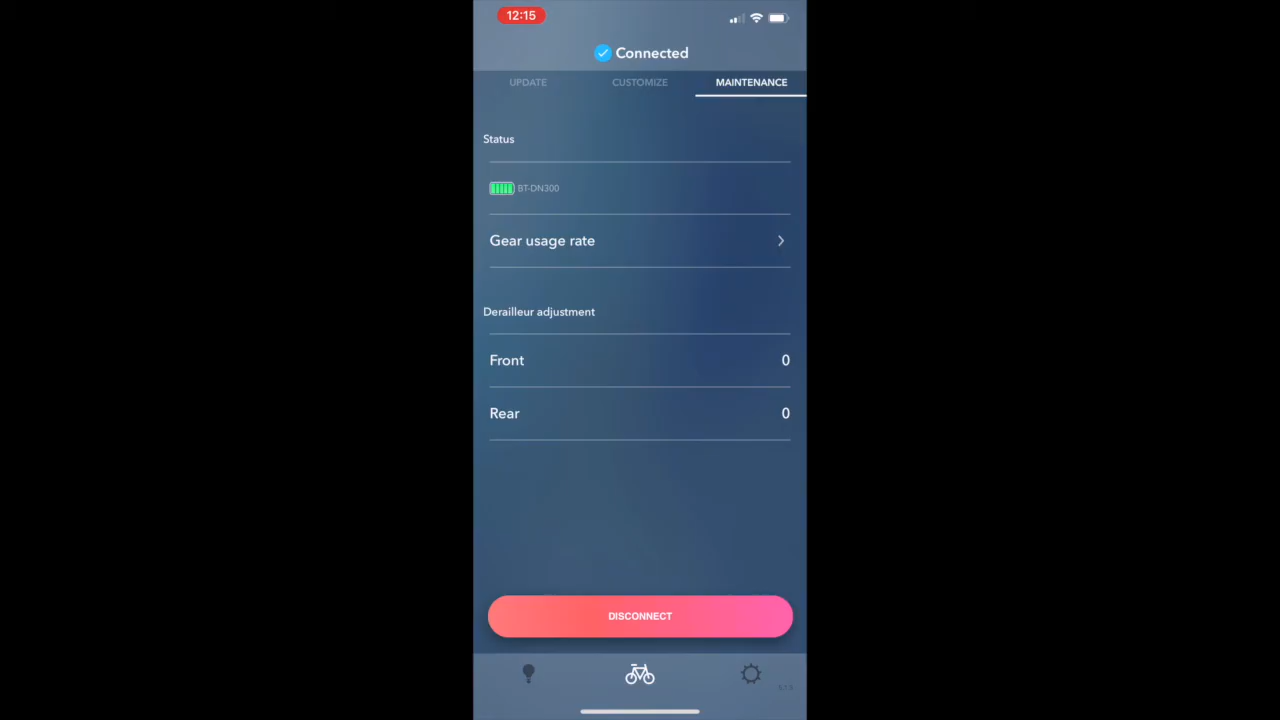 12:15
Connected
UPDATE CUSTOMIZE MAINTENANCE
Status
BT-DN300
Gear usage rate
Derailleur adjustment
Front 0
Rear 0
DISCONNECT